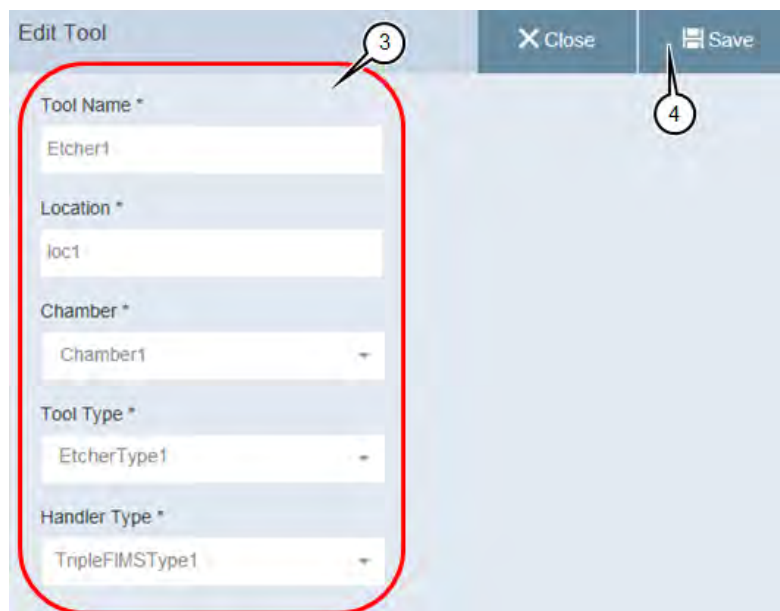 Edit Tool
3
Close
Save
4
Tool Name *
Etcher1
Location *
loc1
Chamber *
Chamber1
Tool Type *
EtcherType1
Handler Type *
TripleFIMSType1